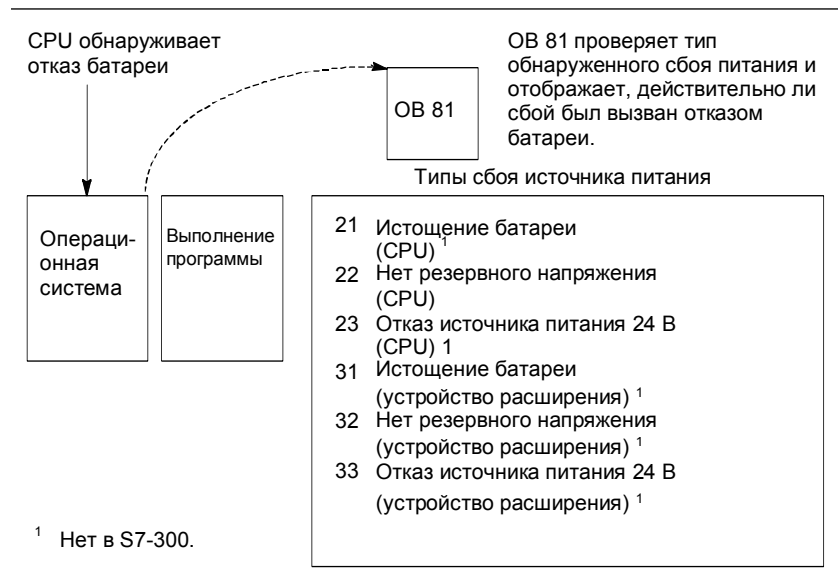 CPU обнаруживает
отказ батареи
OB 81
OB 81 проверяет тип
обнаруженного сбоя питания и
отображает, действительно ли
сбой был вызван отказом
батареи.
Типы сбоя источника питания
Операци-
онная
система
Выполнение
программы
21 Истощение батареи
(CPU) 1
22 Нет резервного напряжения
(CPU)
23 Отказ источника питания 24 В
(CPU) 1
31 Истощение батареи
(устройство расширения) 1
32 Нет резервного напряжения
(устройство расширения) 1
33 Отказ источника питания 24 В
(устройство расширения) 1
1 Нет в S7-300.